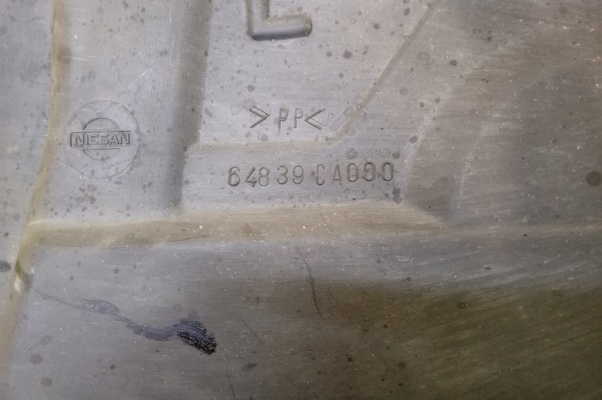 L
>PP<
NISSAN
64839 CA000